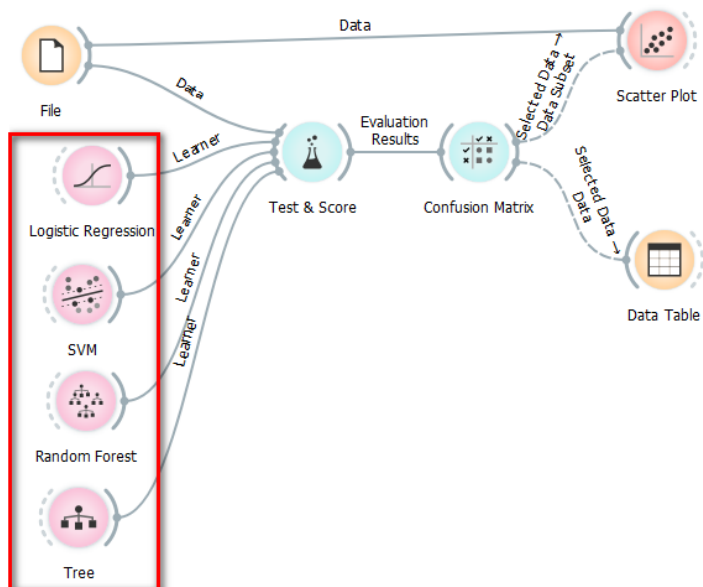 Data
File
Data
Learner
Logistic Regression
Learner
SVM
Learner
Random Forest
Learner
Tree
Test & Score
Evaluation
Results
Confusion Matrix
Selected Data →
Data Subset
Scatter Plot
Selected Data →
Data
Data Table